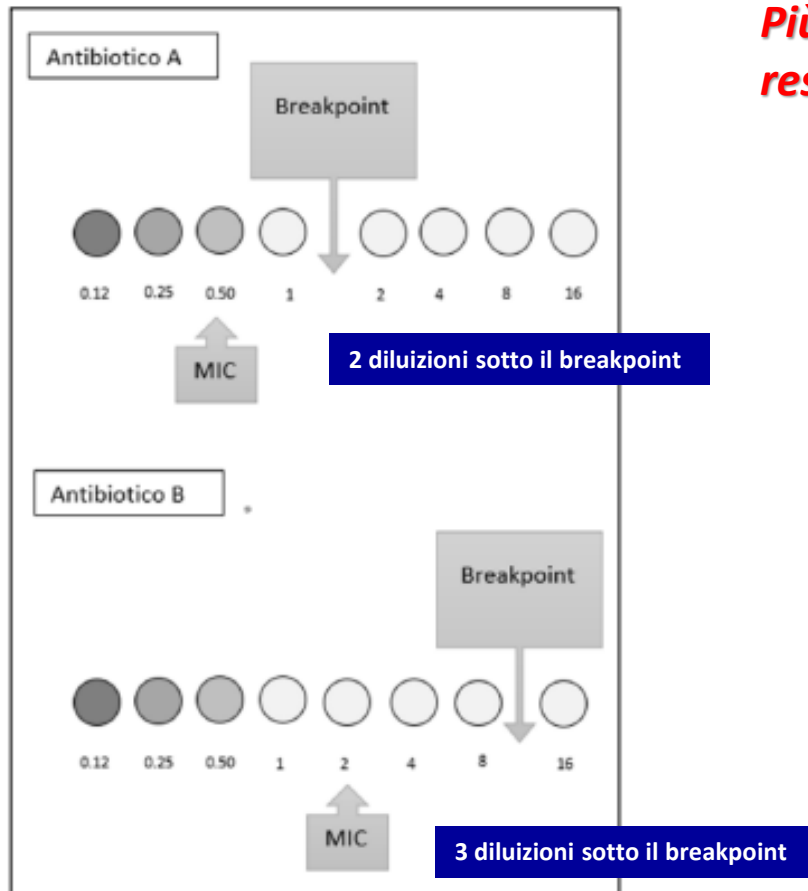 Più
res
Antibiotico A
Breakpoint
0.12 0.25 0.50 1 2 4 8 16
MIC
2 diluizioni sotto il breakpoint
Antibiotico B
Breakpoint
0.12 0.25 0.50 1 2 4 8 16
MIC
3 diluizioni sotto il breakpoint